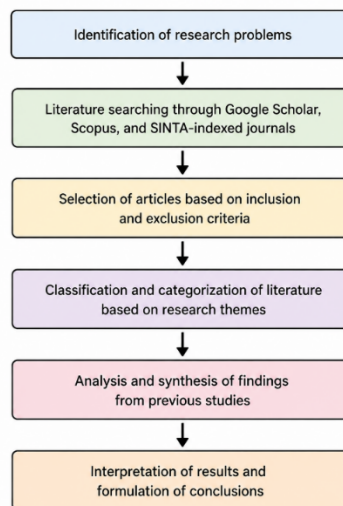 Identification of research problems
Literature searching through Google Scholar,
Scopus, and SINTA-indexed journals
Selection of articles based on inclusion
and exclusion criteria
Classification and categorization of literature
based on research themes
Analysis and synthesis of findings
from previous studies
Interpretation of results and
formulation of conclusions